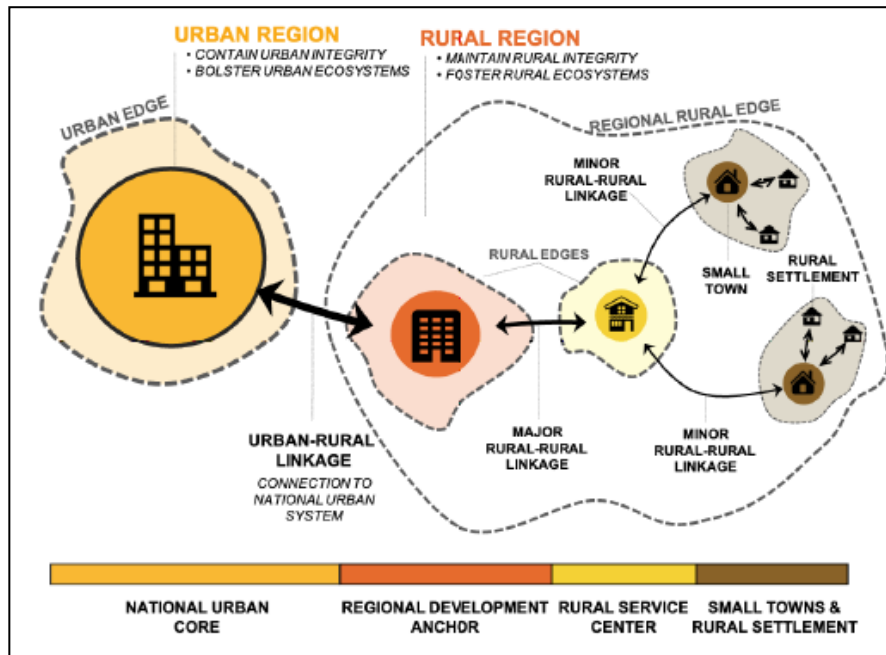 URBAN REGION
• CONTAIN URBAN INTEGRITY
• BOLSTER URBAN ECOSYSTEMS
RURAL REGION
• MAINTAIN RURAL INTEGRITY
• FOSTER RURAL ECOSYSTEMS
URBAN EDGE
REGIONAL RURAL EDGE
MINOR
RURAL-RURAL
LINKAGE
RURAL EDGES
SMALL
TOWN
RURAL
SETTLEMENT
URBAN-RURAL
LINKAGE
CONNECTION TO
NATIONAL URBAN
SYSTEM
MAJOR
RURAL-RURAL
LINKAGE
MINOR
RURAL-RURAL
LINKAGE
NATIONAL URBAN
CORE
REGIONAL DEVELOPMENT
ANCHOR
RURAL SERVICE
CENTER
SMALL TOWNS &
RURAL SETTLEMENT